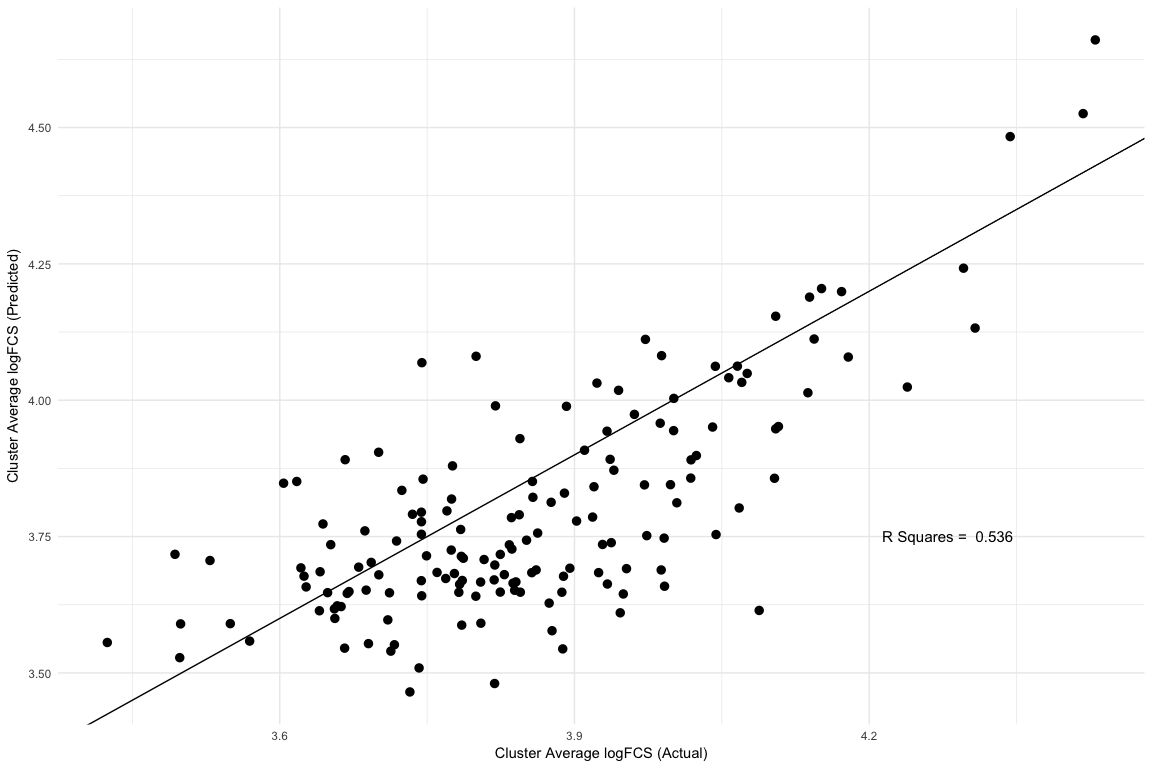 4.50
4.25
4.00
3.75
3.50
Cluster Average logFCS (Predicted)
R Squares = 0.536
3.6
3.9
4.2
Cluster Average logFCS (Actual)